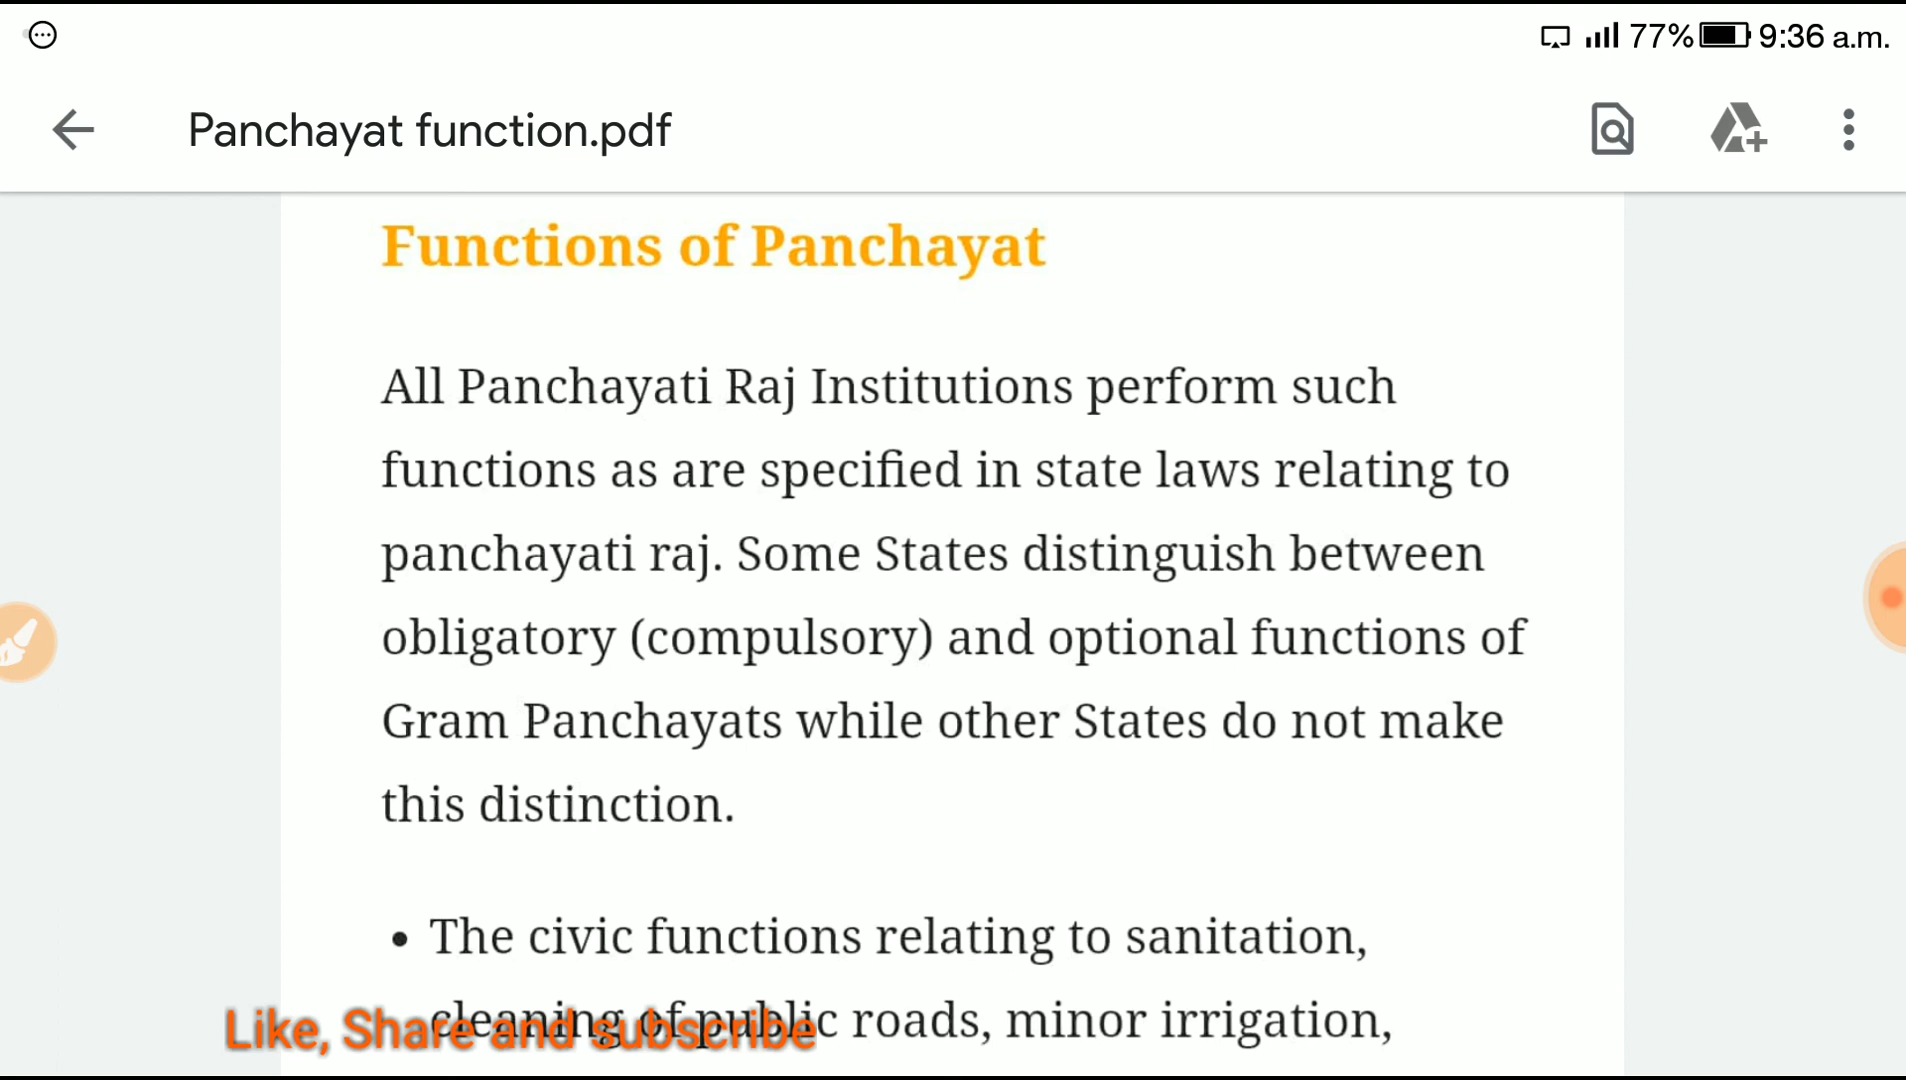 77% 9:36 a.m.
Panchayat function.pdf
Functions of Panchayat
All Panchayati Raj Institutions perform such
functions as are specified in state laws relating to
panchayati raj. Some States distinguish between
obligatory (compulsory) and optional functions of
Gram Panchayats while other States do not make
this distinction.
• The civic functions relating to sanitation,
cleaning of public roads, minor irrigation,
Like, Share and subscribe